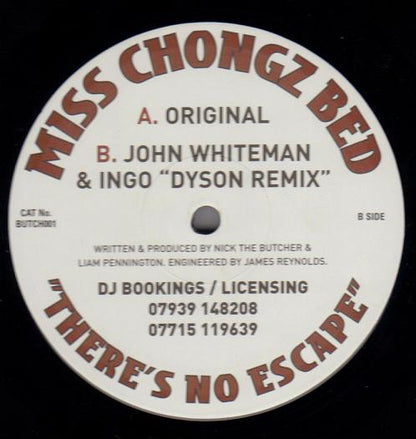 MISS CHONGZ BED
A. ORIGINAL
B. JOHN WHITEMAN
& INGO “DYSON REMIX”
CAT No.
BUTCH001
B SIDE
WRITTEN & PRODUCED BY NICK THE BUTCHER &
LIAM PENNINGTON. ENGINEERED BY JAMES REYNOLDS.
DJ BOOKINGS / LICENSING
07939 148208
07715 119639
"THERE'S NO ESCAPE"